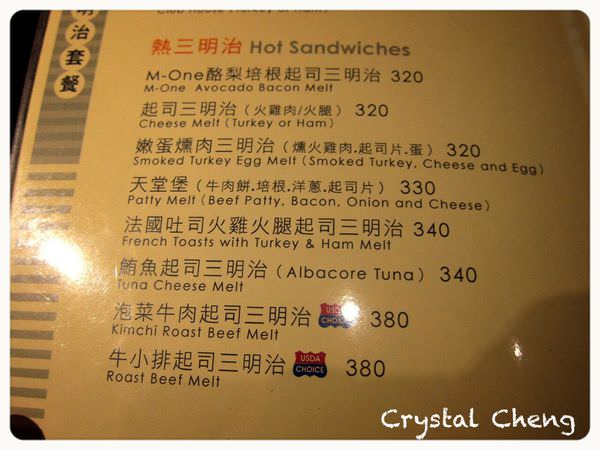 Club House (Turkey or Ham)
治套餐
熱三明治 Hot Sandwiches
M-One酪梨培根起司三明治 320
M-One Avocado Bacon Melt
起司三明治（火雞肉/火腿） 320
Cheese Melt（Turkey or Ham）
嫩蛋燻肉三明治（燻火雞肉.起司片.蛋） 320
Smoked Turkey Egg Melt（Smoked Turkey, Cheese and Egg）
天堂堡（牛肉餅.培根.洋蔥.起司片） 330
Patty Melt（Beef Patty, Bacon, Onion and Cheese）
法國吐司火雞火腿起司三明治 340
French Toasts with Turkey & Ham Melt
鮪魚起司三明治（Albacore Tuna） 340
Tuna Cheese Melt
泡菜牛肉起司三明治 USDA CHOICE 380
Kimchi Roast Beef Melt
牛小排起司三明治 USDA CHOICE 380
Roast Beef Melt
Crystal Cheng